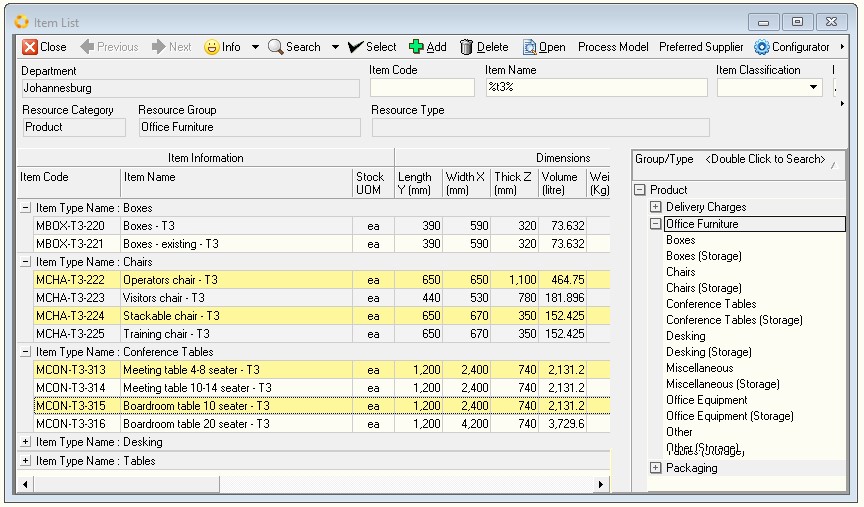 Item List
Close Previous Next Info Search Select Add Delete Open Process Model Preferred Supplier Configurator
Department Item Code Item Name Item Classification
Johannesburg %t3%
Resource Category Resource Group Resource Type
Product Office Furniture
Item Information Dimensions
Item Code Item Name Stock UOM Length Y (mm) Width X (mm) Thick Z (mm) Volume (litre) Wei (Kg)
Item Type Name : Boxes
MBOX-T3-220 Boxes - T3 ea 390 590 320 73.632
MBOX-T3-221 Boxes - existing - T3 ea 390 590 320 73.632
Item Type Name : Chairs
MCHA-T3-222 Operators chair - T3 ea 650 650 1,100 464.75
MCHA-T3-223 Visitors chair - T3 ea 440 530 780 181.896
MCHA-T3-224 Stackable chair - T3 ea 650 670 350 152.425
MCHA-T3-225 Training chair - T3 ea 650 670 350 152.425
Item Type Name : Conference Tables
MCON-T3-313 Meeting table 4-8 seater - T3 ea 1,200 2,400 740 2,131.2
MCON-T3-314 Meeting table 10-14 seater - T3 ea 1,200 2,400 740 2,131.2
MCON-T3-315 Boardroom table 10 seater - T3 ea 1,200 2,400 740 2,131.2
MCON-T3-316 Boardroom table 20 seater - T3 ea 1,200 4,200 740 3,729.6
Item Type Name : Desking
Item Type Name : Tables
Group/Type <Double Click to Search>
Product
Delivery Charges
Office Furniture
Boxes
Boxes (Storage)
Chairs
Chairs (Storage)
Conference Tables
Conference Tables (Storage)
Desking
Desking (Storage)
Miscellaneous
Miscellaneous (Storage)
Office Equipment
Office Equipment (Storage)
Other
Other (Storage)
Packaging